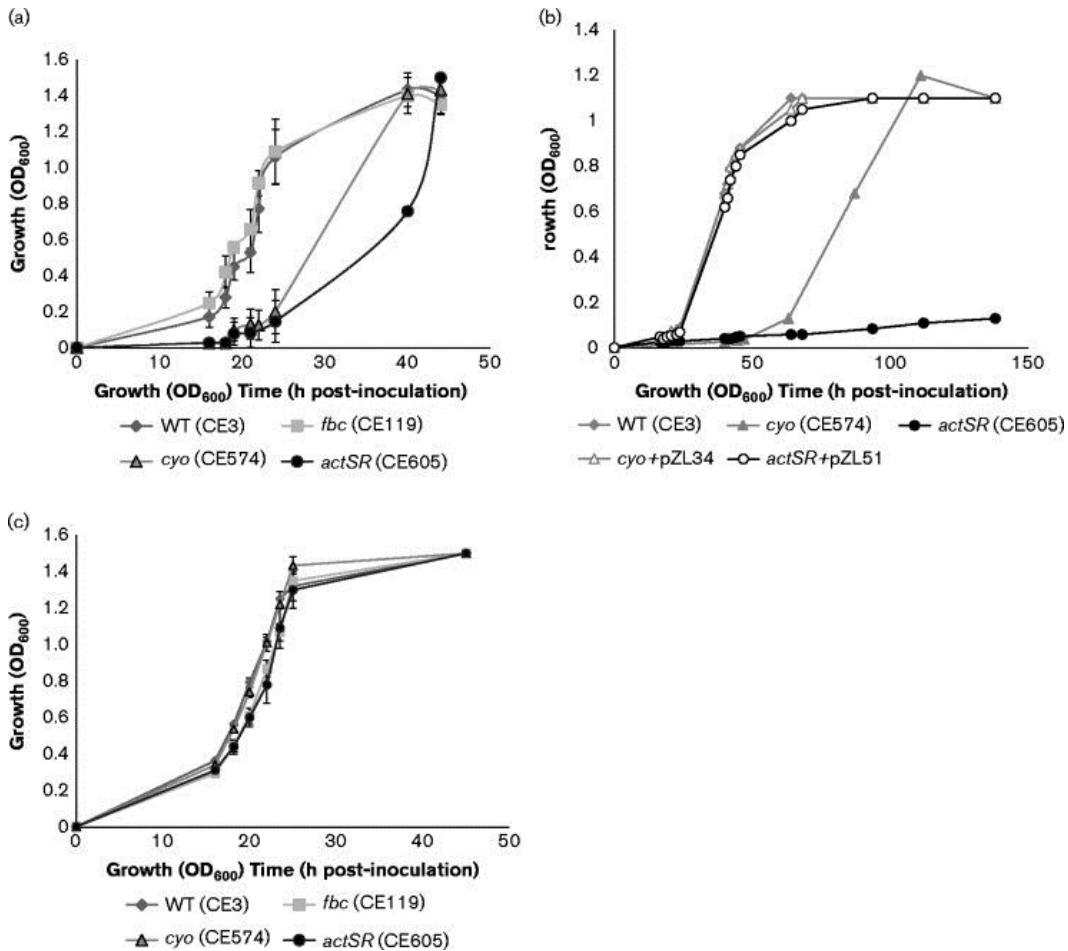 (a)
1.6
1.4
1.2
1.0
0.8
0.6
0.4
0.2
0
Growth (OD600)
0 10 20 30 40 50
Growth (OD600) Time (h post-inoculation)
WT (CE3) fbc (CE119)
cyo (CE574) actSR (CE605)
(b)
1.4
1.2
1.0
0.8
0.6
0.4
0.2
0
rowth (OD600)
0 50 100 150
Growth (OD600) Time (h post-inoculation)
WT (CE3) cyo (CE574) actSR (CE605)
cyo+pZL34 actSR+pZL51
(c)
1.6
1.4
1.2
1.0
0.8
0.6
0.4
0.2
0
Growth (OD600)
0 10 20 30 40 50
Growth (OD600) Time (h post-inoculation)
WT (CE3) fbc (CE119)
cyo (CE574) actSR (CE605)